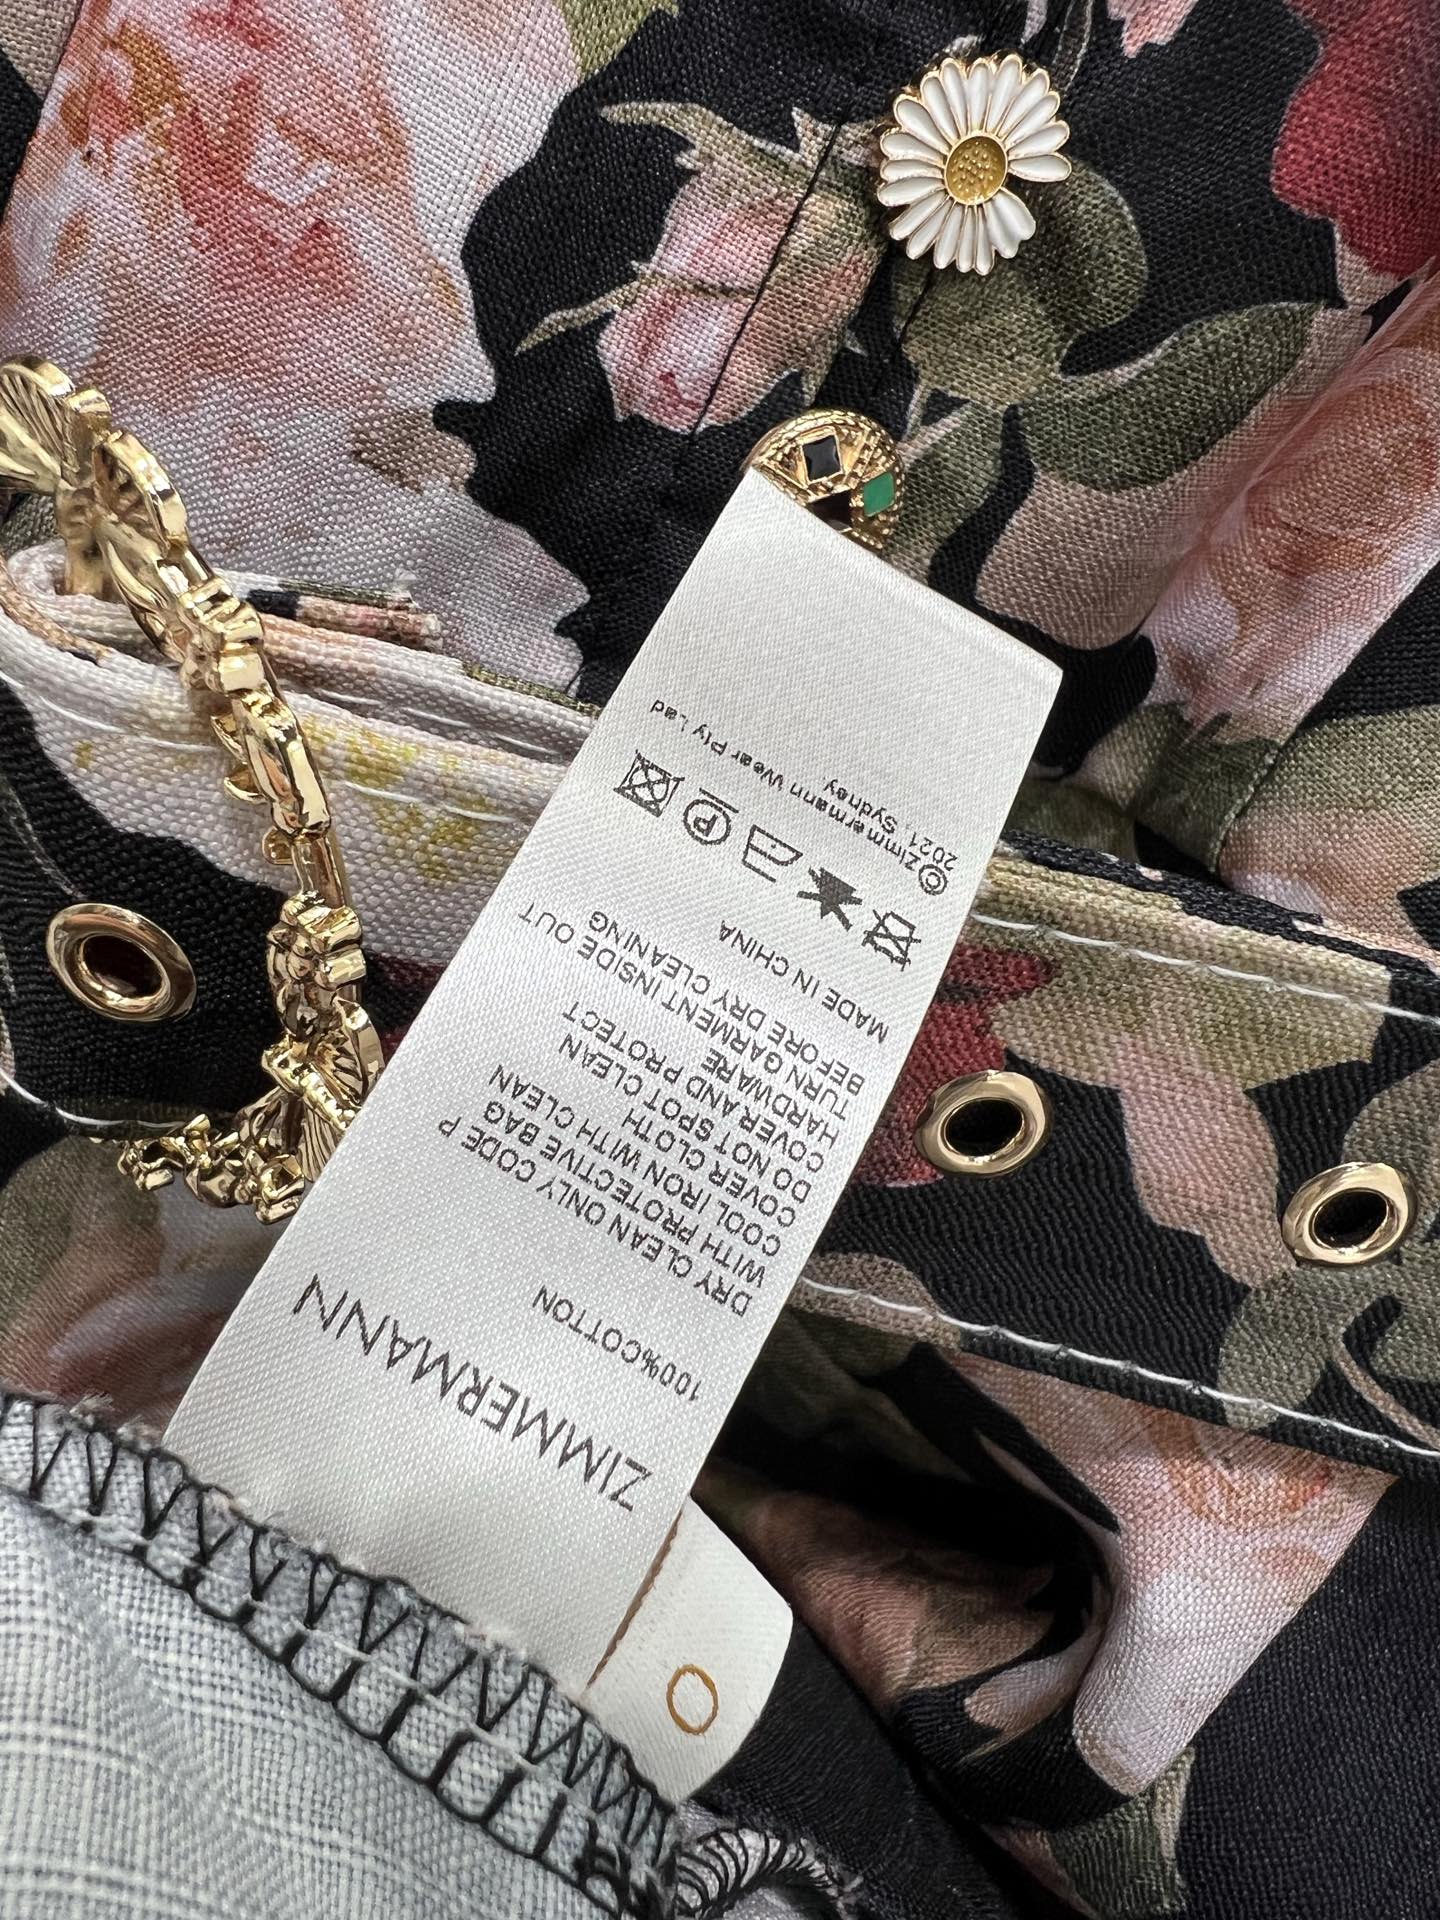 ZIMMERMANN
100%COTTON
DRY CLEAN ONLY CODE P
WITH PROTECTIVE BAG
COOL IRON WITH CLEAN
COVER CLOTH
DO NOT SPOT CLEAN
COVER AND PROTECT
HARDWARE
TURN GARMENT INSIDE OUT
BEFORE DRY CLEANING
MADE IN CHINA
P
©Zimmermann Wear Pty Lad
2021. Sydney.